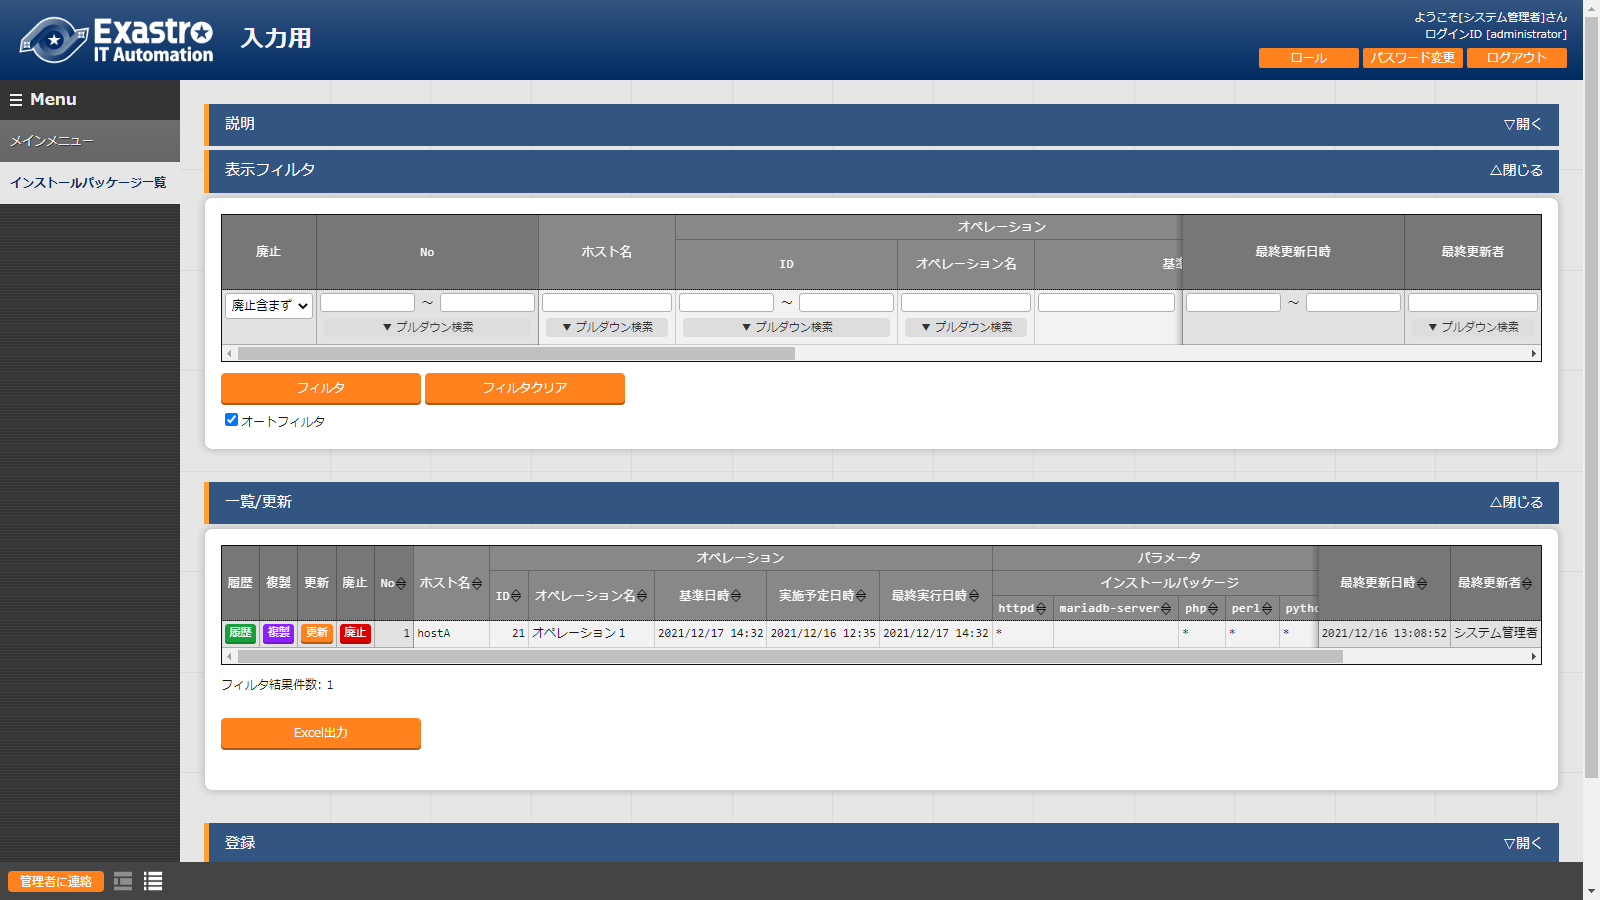 Exastro
IT Automation
入力用
ようこそ[システム管理者]さん
ログインID [administrator]
ロール パスワード変更 ログアウト
Menu
メインメニュー
インストールパッケージ一覧
説明 ▽開く
表示フィルタ △閉じる
廃止 No ホスト名 オペレーション 最終更新日時 最終更新者
ID オペレーション名
廃止含まず ～ ～ ～
▼ プルダウン検索 ▼ プルダウン検索 ▼ プルダウン検索 ▼ プルダウン検索 ▼ プルダウン検索
フィルタ フィルタクリア
オートフィルタ
一覧/更新 △閉じる
履歴 複製 更新 廃止 No ホスト名 オペレーション パラメータ 最終更新日時 最終更新者
ID オペレーション名 基準日時 実施予定日時 最終実行日時 インストールパッケージ
httpd mariadb-server php perl pytho
履歴 複製 更新 廃止 1 hostA 21 オペレーション1 2021/12/17 14:32 2021/12/16 12:35 2021/12/17 14:32 * * * * 2021/12/16 13:08:52 システム管理者
フィルタ結果件数: 1
Excel出力
登録 ▽開く
管理者に連絡